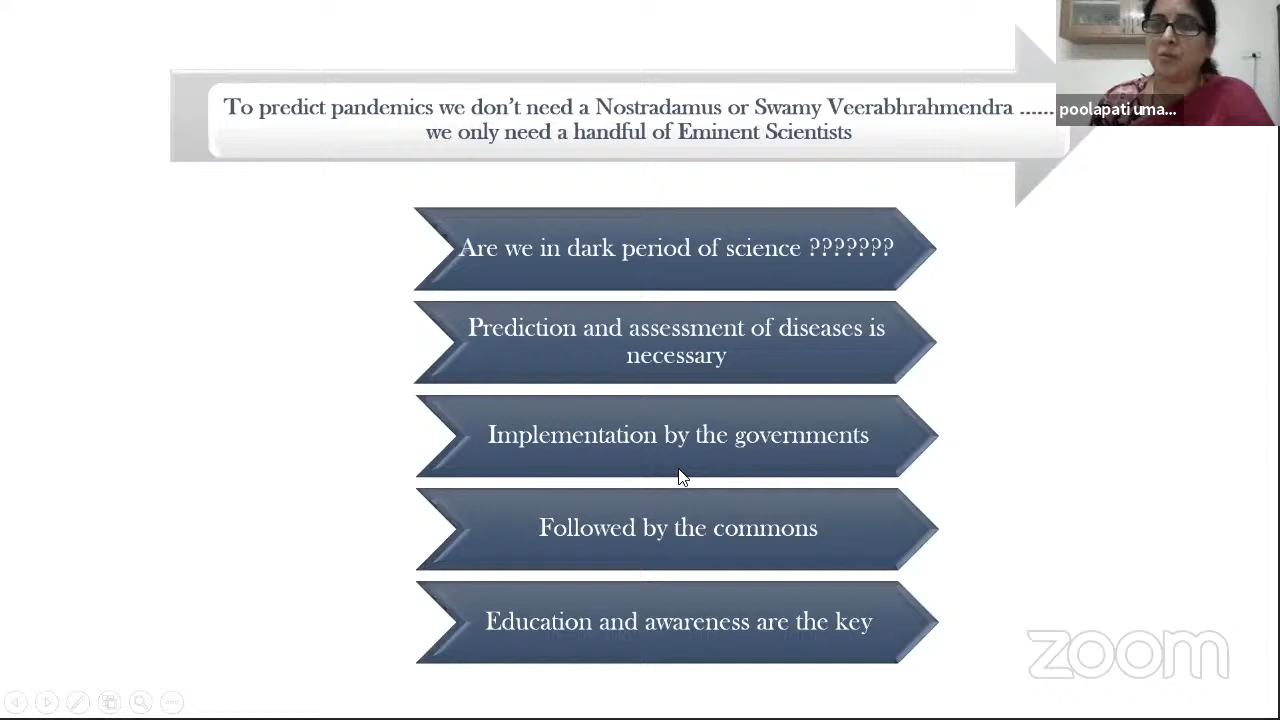 To predict pandemics we don't need a Nostradamus or Swamy Veerabhrahmendra ......
we only need a handful of Eminent Scientists
poolapati uma...
Are we in dark period of science ???????
Prediction and assessment of diseases is
necessary
Implementation by the governments
Followed by the commons
Education and awareness are the key
zoom